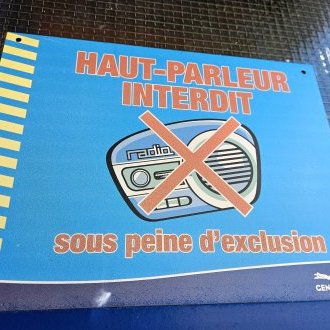 HAUT-PARLEUR
INTERDIT
radio
sous peine d'exclusion